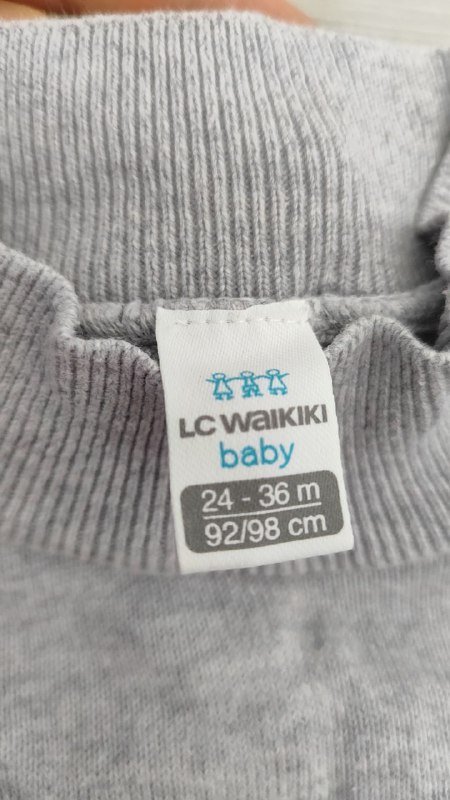 LC WaIKIKI
baby
24 - 36 m
92/98 cm